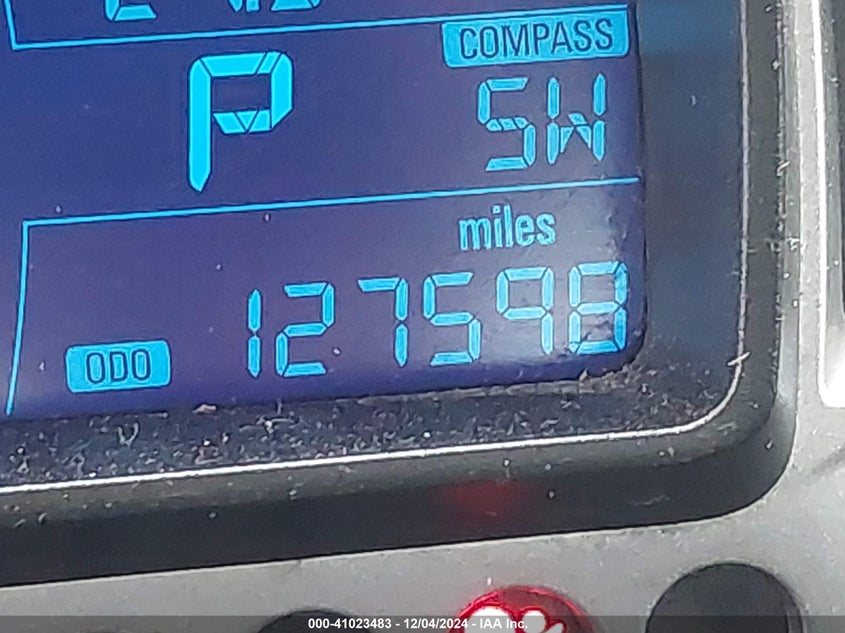 COMPASS
P SW
miles
ODO 127598
000-41023483 - 12/04/2024 - IAA Inc.